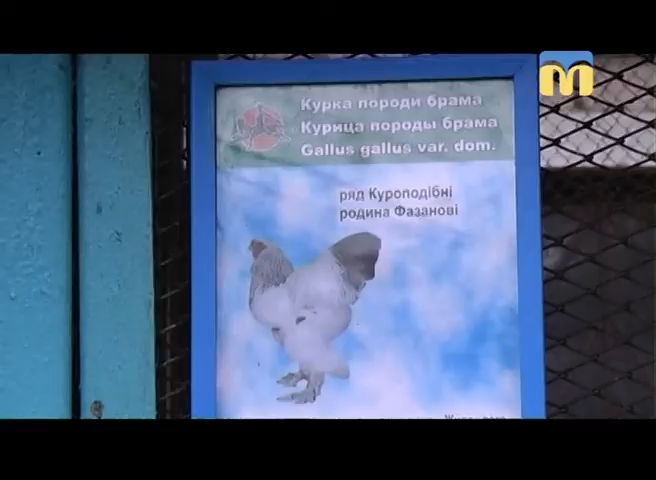 Курка породи брама
Курица породы брама
Gallus gallus var. dom.
ряд Куроподібні
родина Фазанові